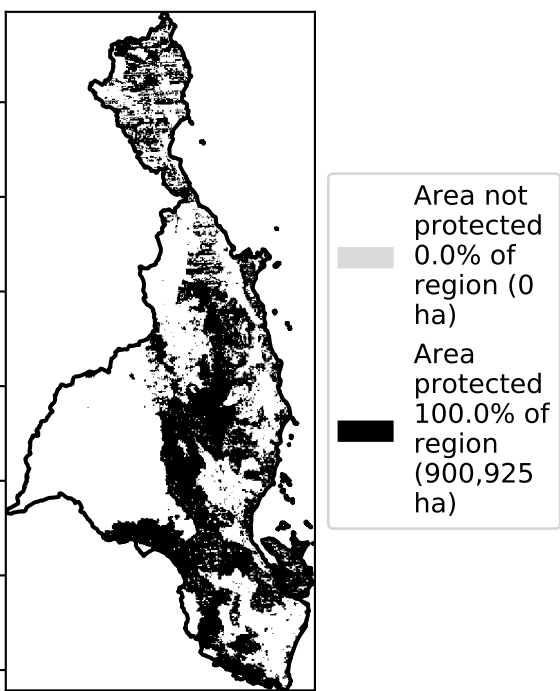 Area not
protected
0.0% of
region (0
ha)
Area
protected
100.0% of
region
(900,925
ha)